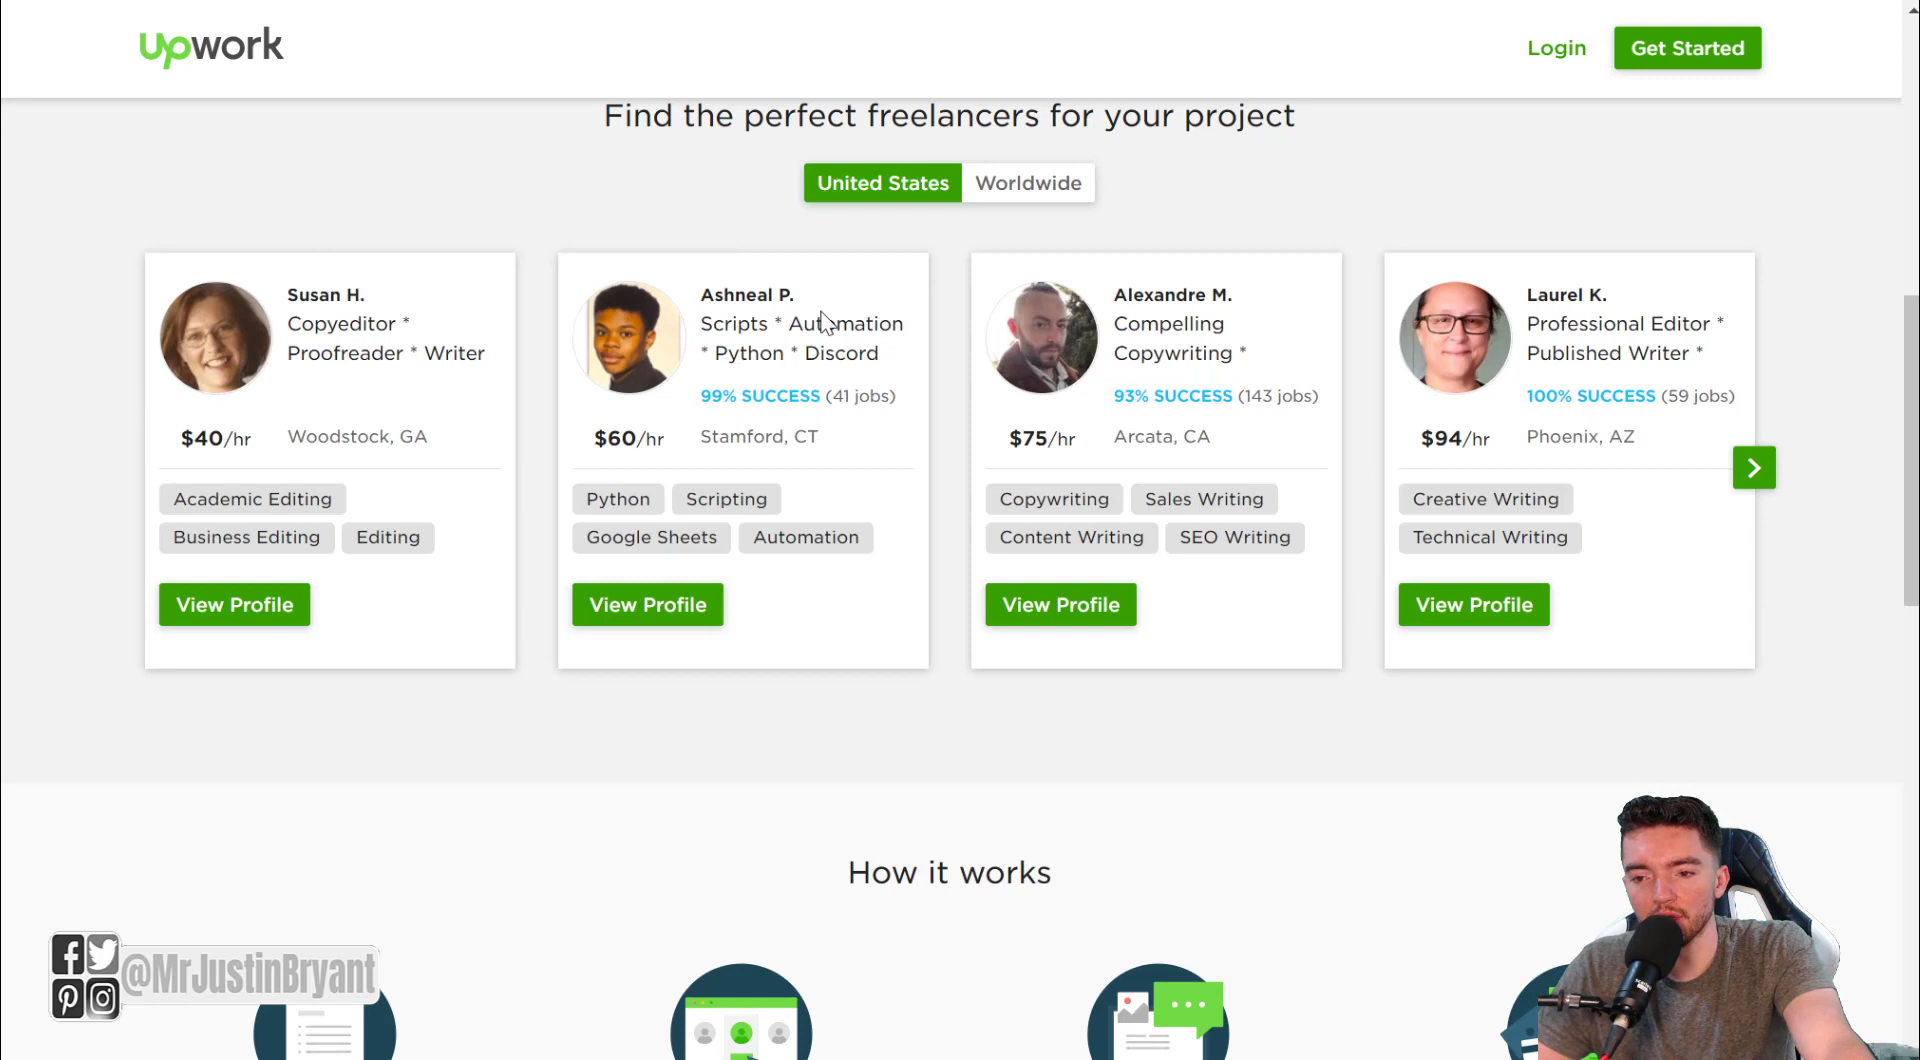 upwork
Login
Get Started
Find the perfect freelancers for your project
United States
Worldwide
Susan H.
Copyeditor *
Proofreader * Writer
$40/hr
Woodstock, GA
Academic Editing
Business Editing
Editing
View Profile
Ashneal P.
Scripts * Automation
* Python * Discord
99% SUCCESS (41 jobs)
$60/hr
Stamford, CT
Python
Scripting
Google Sheets
Automation
View Profile
Alexandre M.
Compelling
Copywriting *
93% SUCCESS (143 jobs)
$75/hr
Arcata, CA
Copywriting
Sales Writing
Content Writing
SEO Writing
View Profile
Laurel K.
Professional Editor *
Published Writer *
100% SUCCESS (59 jobs)
$94/hr
Phoenix, AZ
Creative Writing
Technical Writing
View Profile
How it works
@MrJustinBryant